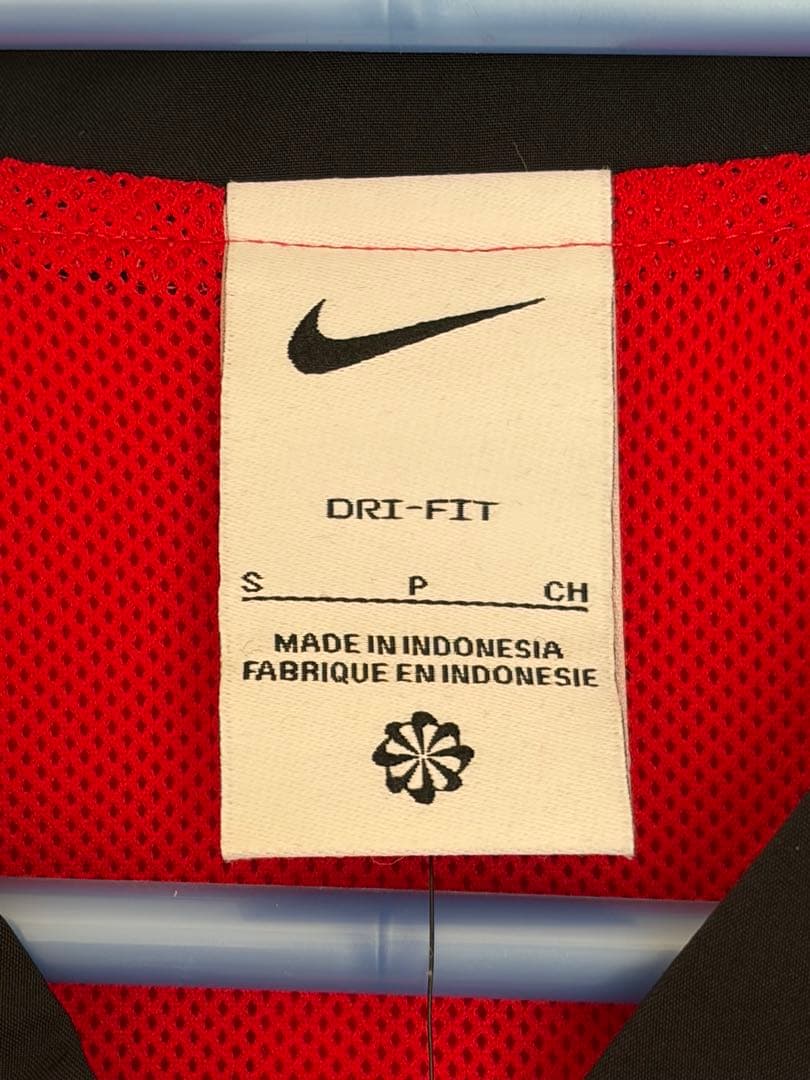 DRI-FIT
S P CH
MADE IN INDONESIA
FABRIQUE EN INDONESIE